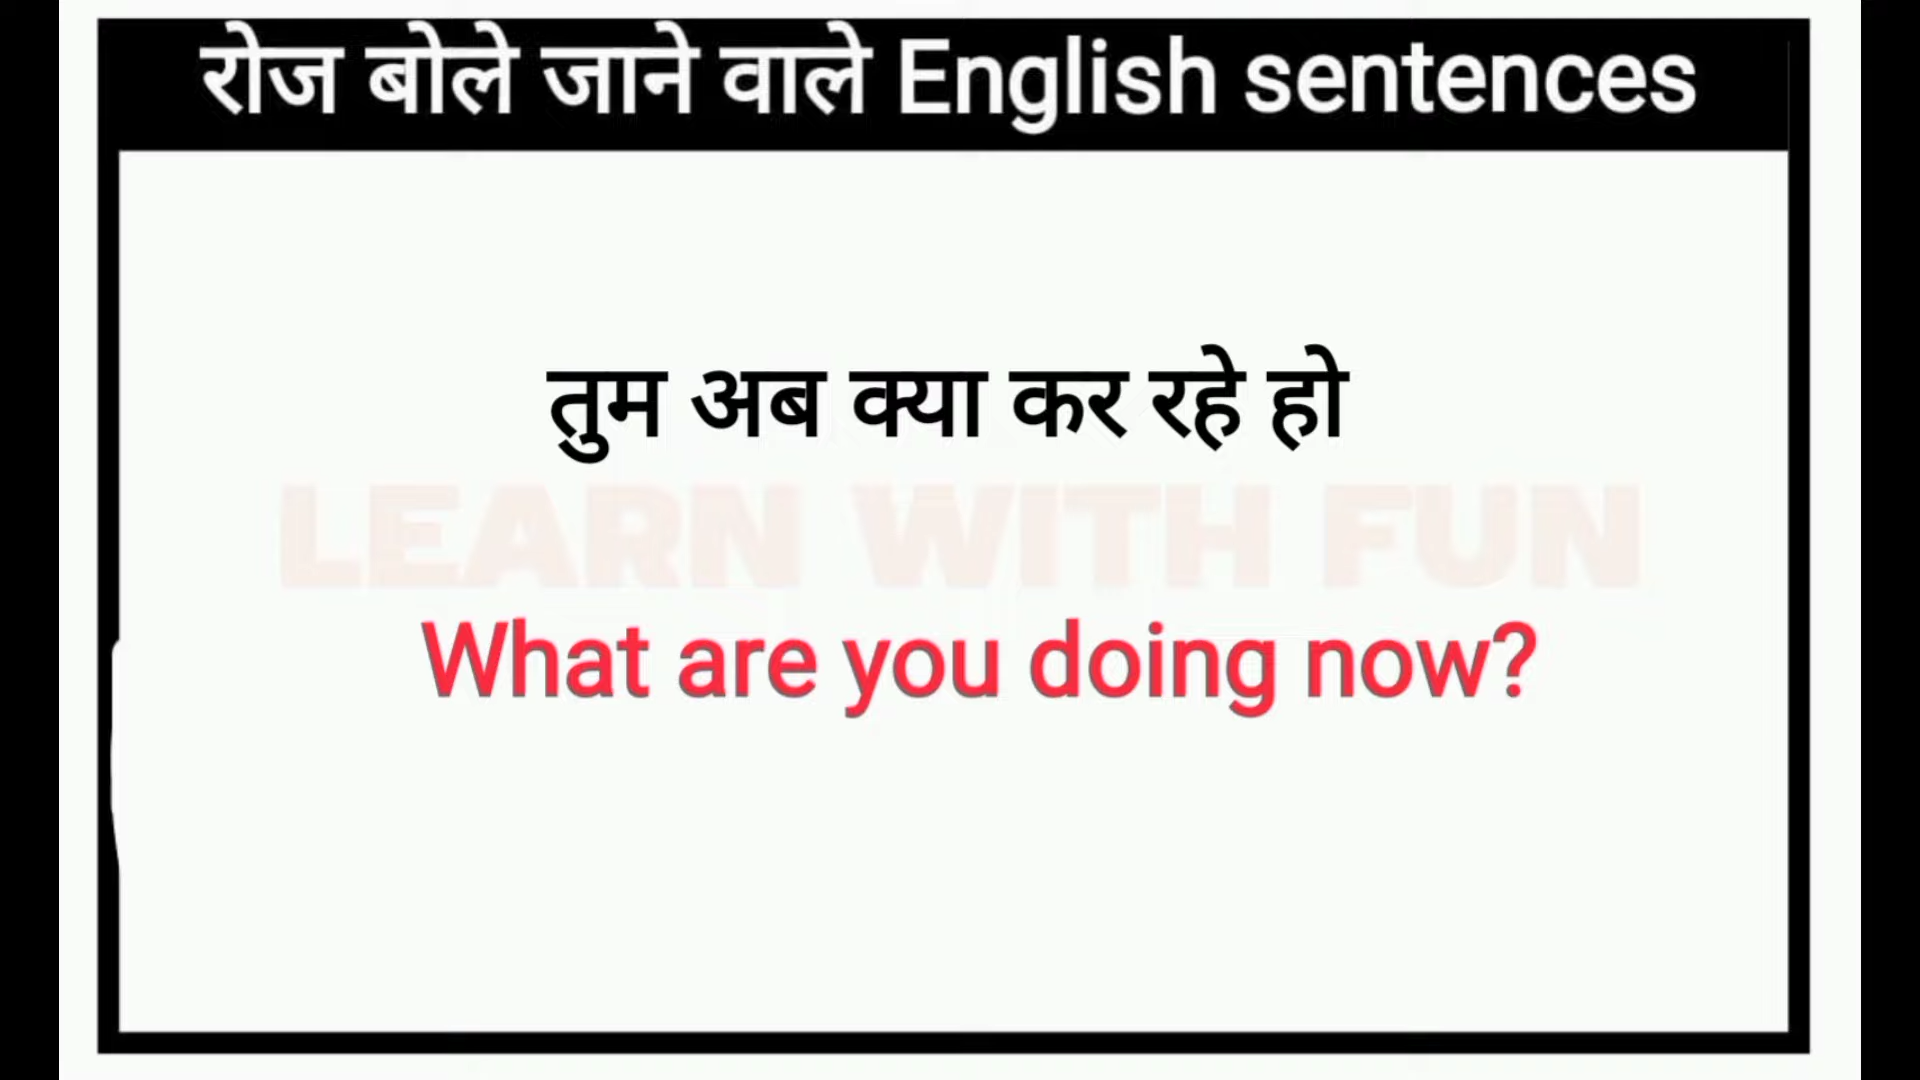 रोज बोले जाने वाले English sentences
तुम अब क्या कर रहे हो
LEARN WITH FUN
What are you doing now?